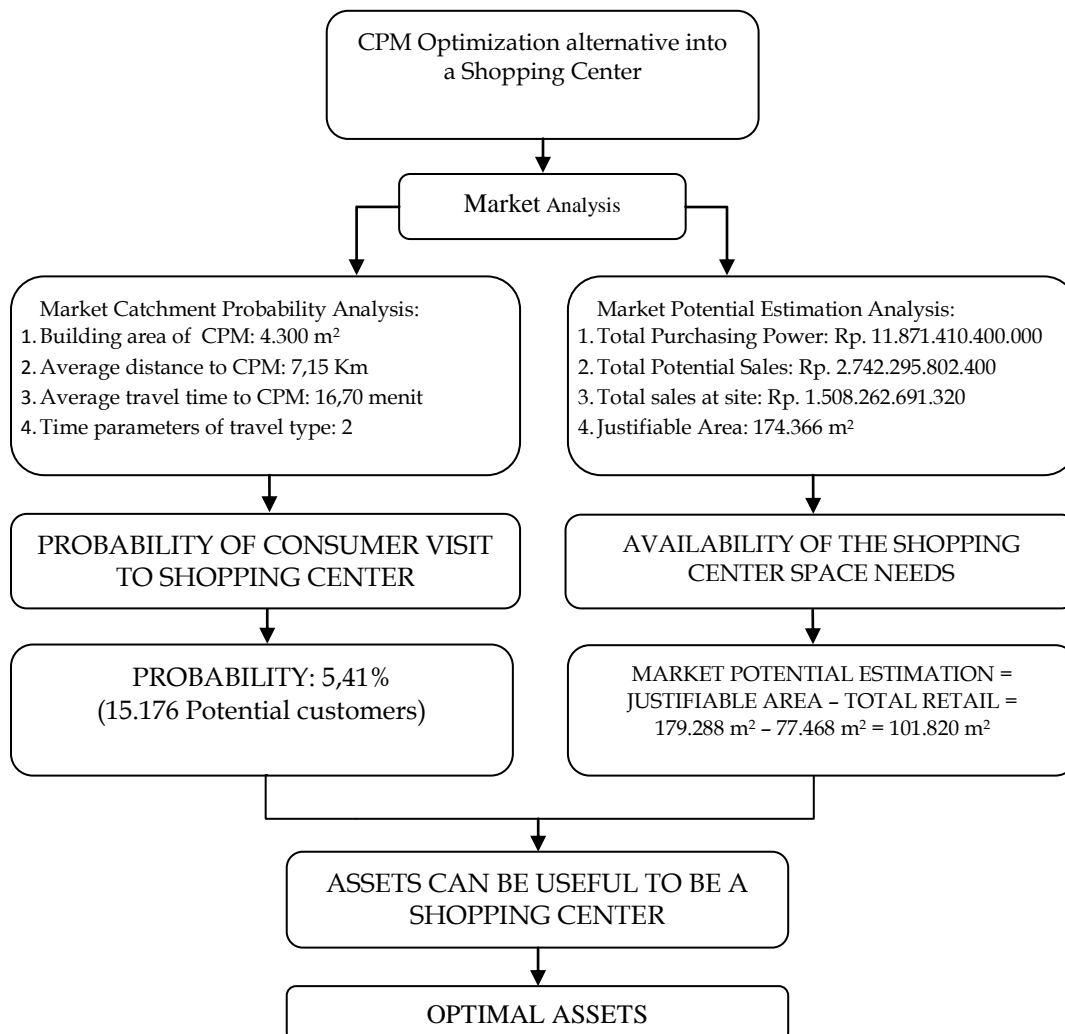 CPM Optimization alternative into
a Shopping Center
Market Analysis
Market Catchment Probability Analysis:
1. Building area of CPM: 4.300 m²
2. Average distance to CPM: 7,15 Km
3. Average travel time to CPM: 16,70 menit
4. Time parameters of travel type: 2
Market Potential Estimation Analysis:
1. Total Purchasing Power: Rp. 11.871.410.400.000
2. Total Potential Sales: Rp. 2.742.295.802.400
3. Total sales at site: Rp. 1.508.262.691.320
4. Justifiable Area: 174.366 m²
PROBABILITY OF CONSUMER VISIT
TO SHOPPING CENTER
AVAILABILITY OF THE SHOPPING
CENTER SPACE NEEDS
PROBABILITY: 5,41%
(15.176 Potential customers)
MARKET POTENTIAL ESTIMATION =
JUSTIFIABLE AREA – TOTAL RETAIL =
179.288 m² – 77.468 m² = 101.820 m²
ASSETS CAN BE USEFUL TO BE A
SHOPPING CENTER
OPTIMAL ASSETS